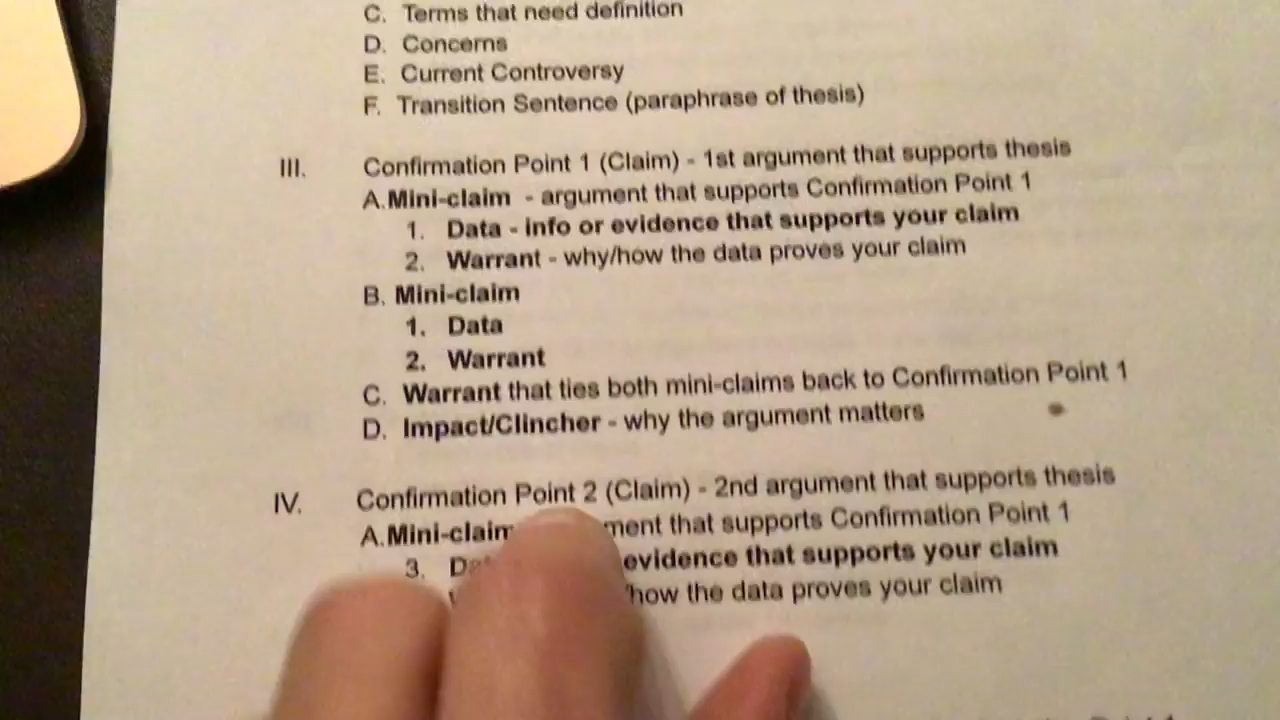 C. Terms that need definition
D. Concerns
E. Current Controversy
F. Transition Sentence (paraphrase of thesis)
III. Confirmation Point 1 (Claim) - 1st argument that supports thesis
A. Mini-claim - argument that supports Confirmation Point 1
1. Data - info or evidence that supports your claim
2. Warrant - why/how the data proves your claim
B. Mini-claim
1. Data
2. Warrant
C. Warrant that ties both mini-claims back to Confirmation Point 1
D. Impact/Clincher - why the argument matters
IV. Confirmation Point 2 (Claim) - 2nd argument that supports thesis
A. Mini-claim that supports Confirmation Point 1
3. evidence that supports your claim
/how the data proves your claim